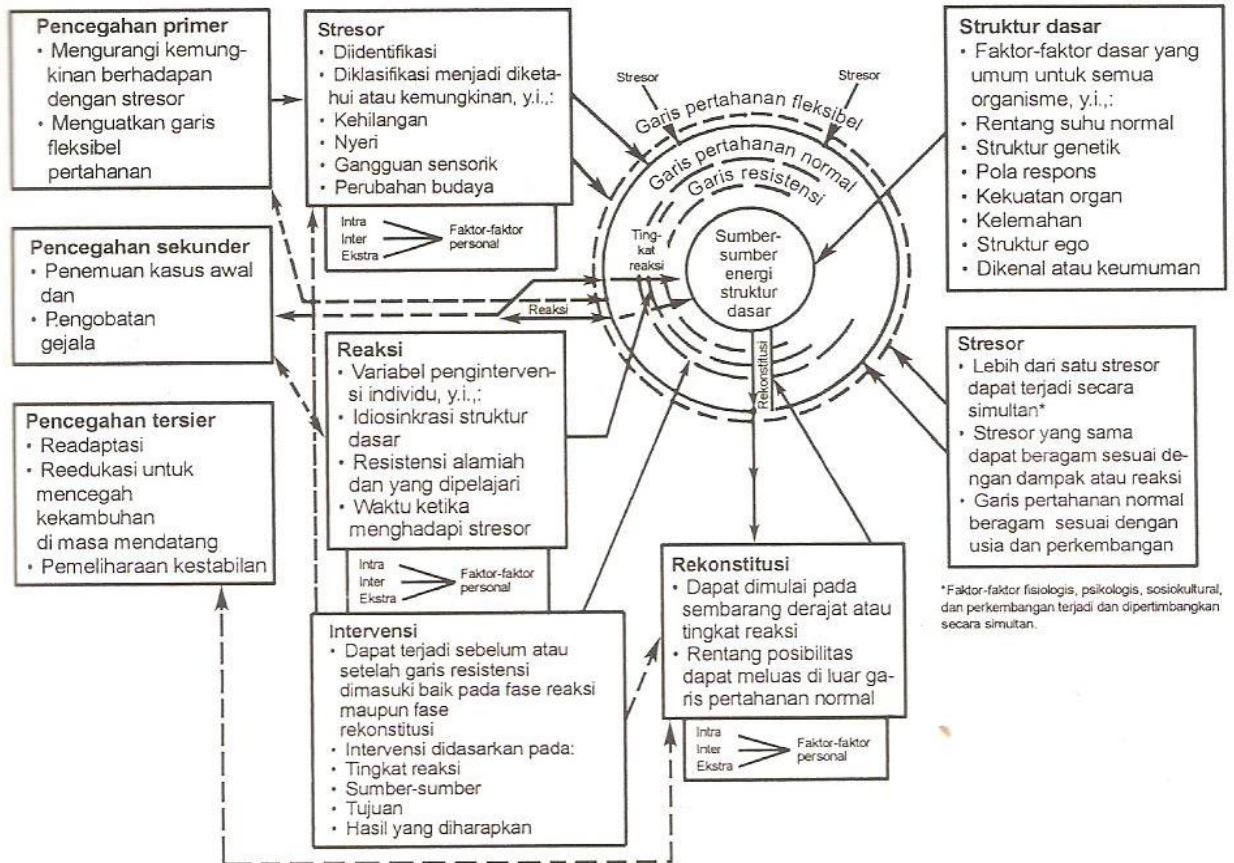 Pencegahan primer
· Mengurangi kemung-
kinan berhadapan
dengan stresor
· Menguatkan garis
fleksibel
pertahanan
Pencegahan sekunder
· Penemuan kasus awal
dan
· Pengobatan
gejala
Pencegahan tersier
· Readaptasi
· Reedukasi untuk
mencegah
kekambuhan
di masa mendatang
· Pemeliharaan kestabilan
Stresor
· Diidentifikasi
· Diklasifikasi menjadi diketa-
hui atau kemungkinan, y.i.,:
· Kehilangan
· Nyeri
· Gangguan sensorik
· Perubahan budaya
Intra
Inter
Ekstra
Faktor-faktor
personal
Reaksi
· Variabel penginterven-
si individu, y.i.,:
· Idiosinkrasi struktur
dasar
· Resistensi alamiah
dan yang dipelajari
· Waktu ketika
menghadapi stresor
Intra
Inter
Ekstra
Faktor-faktor
personal
Intervensi
· Dapat terjadi sebelum atau
setelah garis resistensi
dimasuki baik pada fase reaksi
maupun fase
rekonstitusi
· Intervensi didasarkan pada:
· Tingkat reaksi
· Sumber-sumber
· Tujuan
· Hasil yang diharapkan
Stresor
Stresor
Garis pertahanan fleksibel
Garis pertahanan normal
Garis resistensi
Ting-
kat
reaksi
Sumber-
sumber
energi
struktur
dasar
Reaksi
Rekonstitusi
Rekonstitusi
· Dapat dimulai pada
sembarang derajat atau
tingkat reaksi
· Rentang posibilitas
dapat meluas di luar ga-
ris pertahanan normal
Intra
Inter
Ekstra
Faktor-faktor
personal
Struktur dasar
· Faktor-faktor dasar yang
umum untuk semua
organisme, y.i.,:
· Rentang suhu normal
· Struktur genetik
· Pola respons
· Kekuatan organ
· Kelemahan
· Struktur ego
· Dikenal atau keumuman
Stresor
· Lebih dari satu stresor
dapat terjadi secara
simultan*
· Stresor yang sama
dapat beragam sesuai de-
ngan dampak atau reaksi
· Garis pertahanan normal
beragam sesuai dengan
usia dan perkembangan
*Faktor-faktor fisiologis, psikologis, sosiokultural,
dan perkembangan terjadi dan dipertimbangkan
secara simultan.